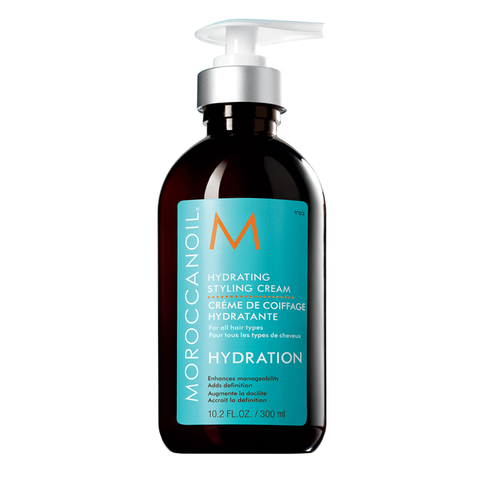 MOROCCANOIL®
M
HYDRATING
STYLING CREAM
CRÈME DE COIFFAGE
HYDRATANTE
For all hair types
Pour tous les types de cheveux
HYDRATION
Enhances manageability
Adds definition
Augmente la docilité
Accroit la définition
10.2 FL.OZ. / 300 ml